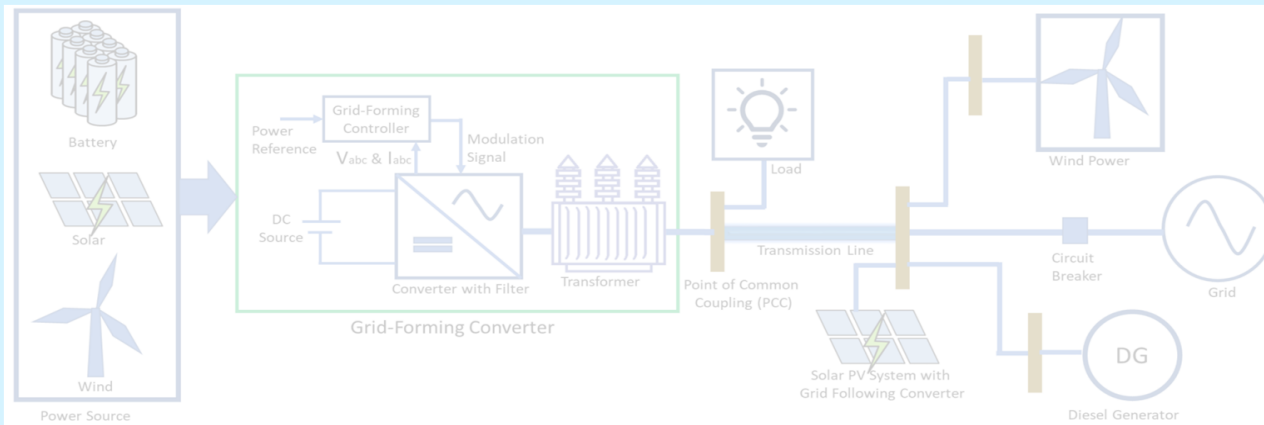 Battery
Solar
Wind
Power Source
Power
Reference
Grid-Forming
Controller
Modulation
Signal
Vabc & Iabc
DC
Source
Converter with Filter
Transformer
Grid-Forming Converter
Load
Transmission Line
Point of Common
Coupling (PCC)
Wind Power
Circuit
Breaker
Grid
Solar PV System with
Grid Following Converter
DG
Diesel Generator